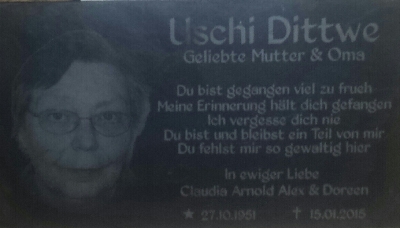 Uschi Dittwe
Geliebte Mutter & Oma
Du bist gegangen viel zu frueh
Meine Erinnerung hält dich gefangen
Ich vergesse dich nie
Du bist und bleibst ein Teil von mir
Du fehlst mir so gewaltig hier
In ewiger Liebe
Claudia Arnold Alex & Doreen
★ 27.10.1951 † 15.01.2015